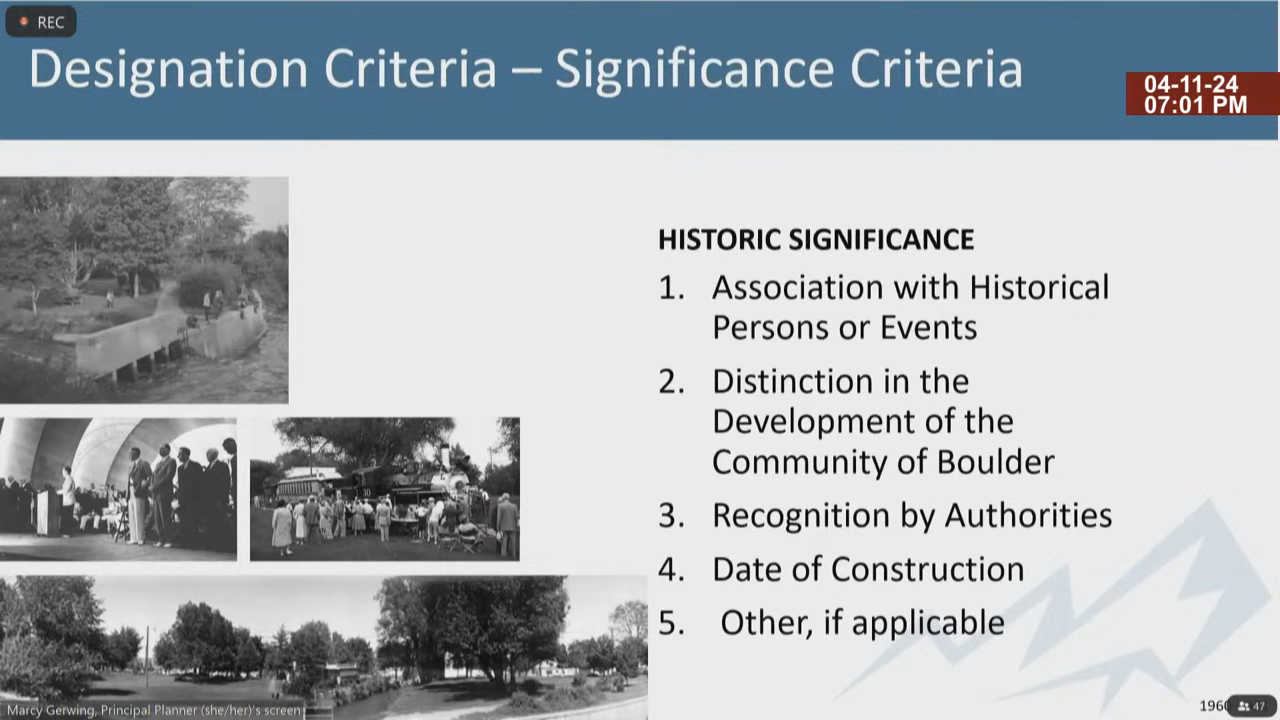 REC
Designation Criteria – Significance Criteria
04-11-24
07:01 PM
HISTORIC SIGNIFICANCE
1. Association with Historical
Persons or Events
2. Distinction in the
Development of the
Community of Boulder
3. Recognition by Authorities
4. Date of Construction
5. Other, if applicable
30
Marcy Gerwing, Principal Planner (she/her)'s screen
196
47